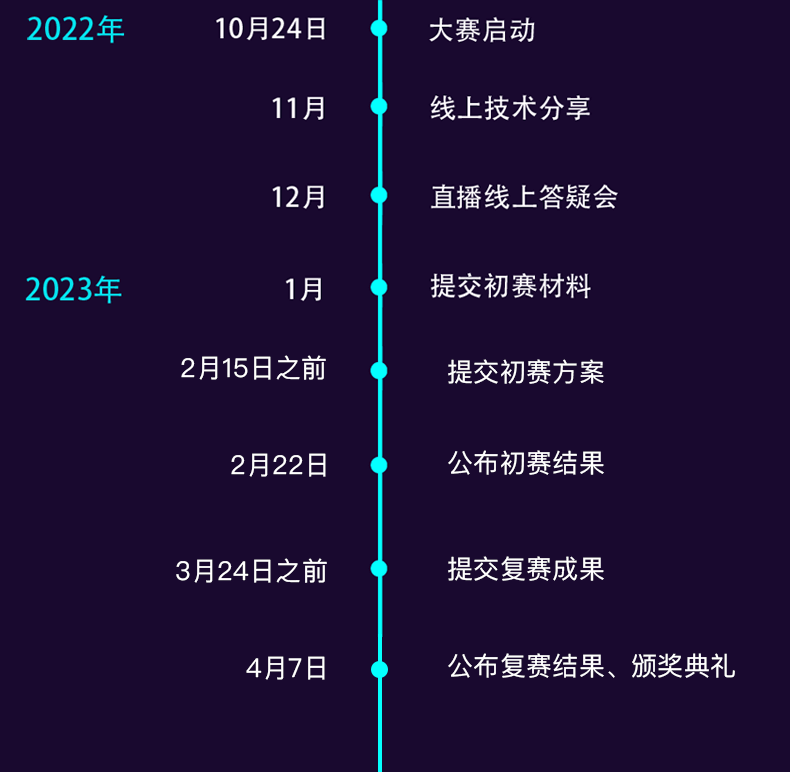 2022年 10月24日 大赛启动
11月 线上技术分享
12月 直播线上答疑会
2023年 1月 提交初赛材料
2月15日之前 提交初赛方案
2月22日 公布初赛结果
3月24日之前 提交复赛成果
4月7日 公布复赛结果、颁奖典礼